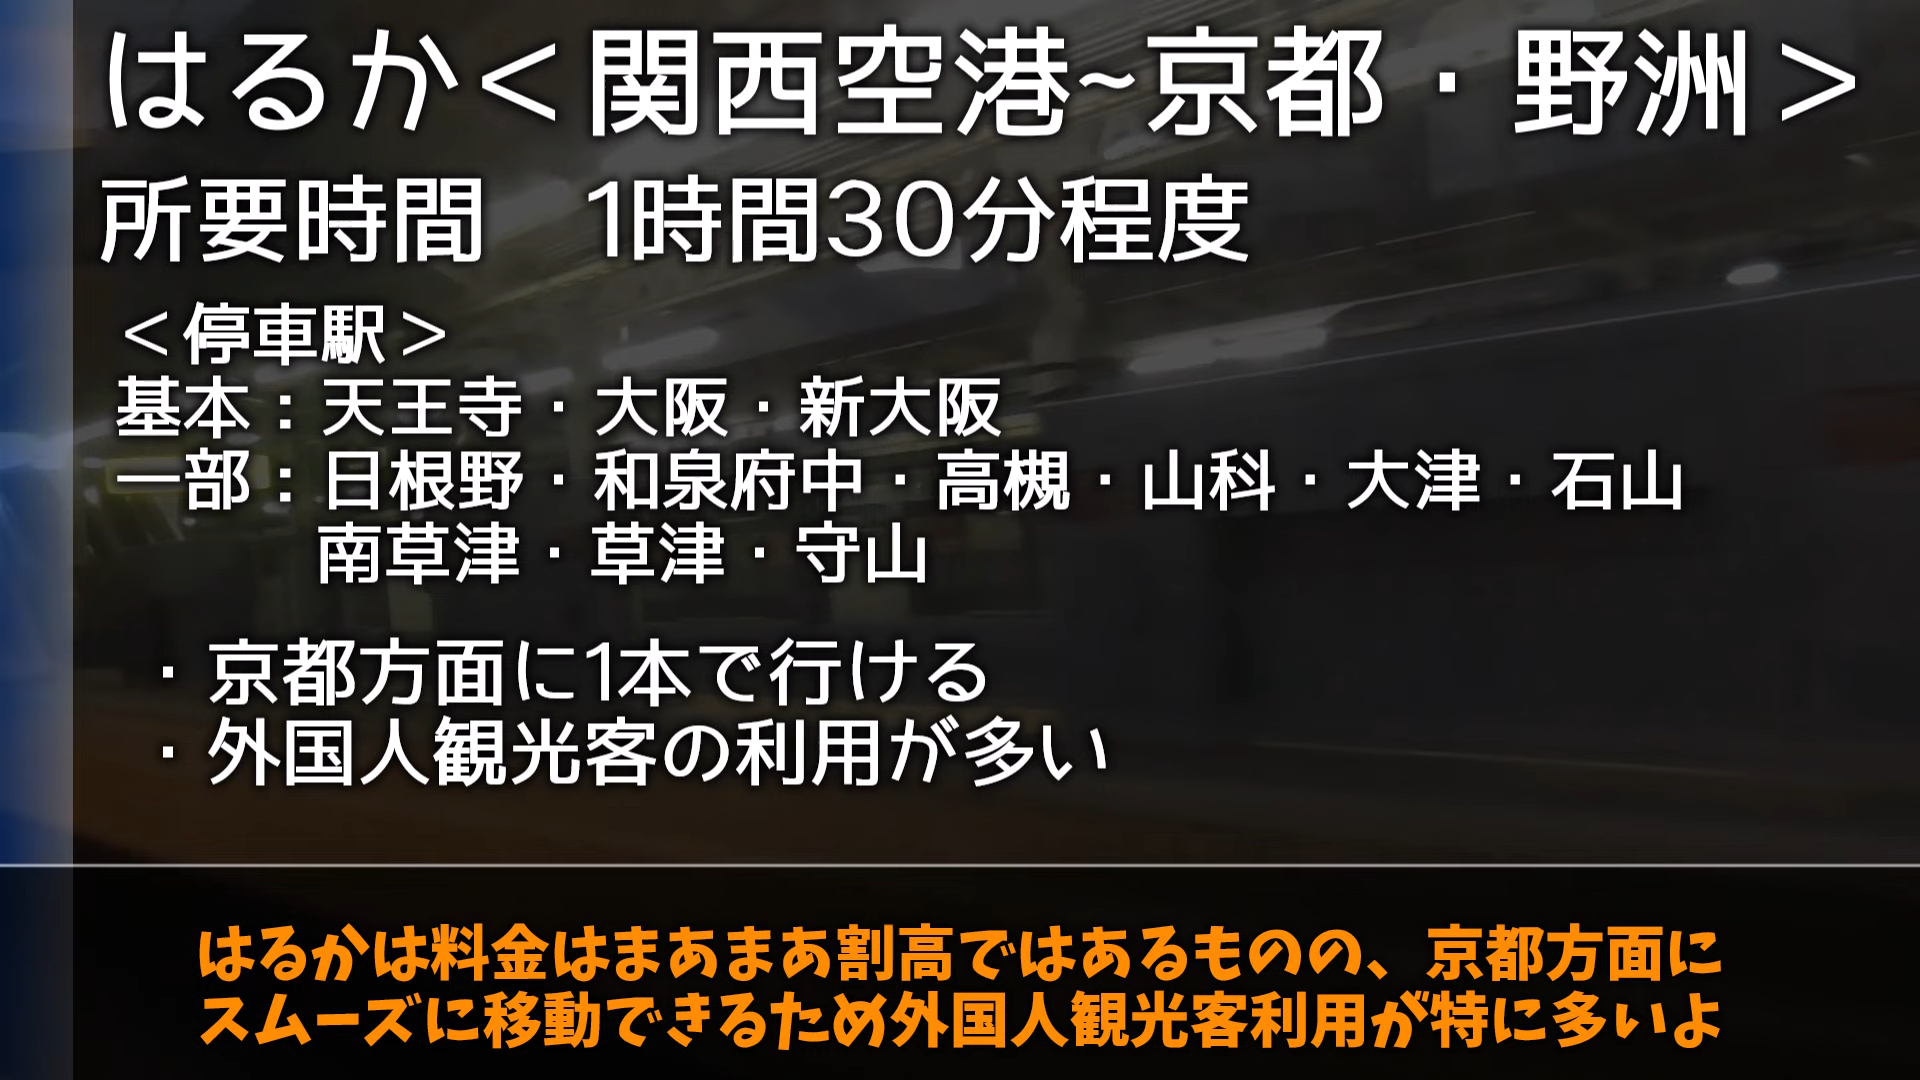 はるか＜関西空港~京都・野洲＞
所要時間　1時間30分程度
＜停車駅＞
基本：天王寺・大阪・新大阪
一部：日根野・和泉府中・高槻・山科・大津・石山
南草津・草津・守山
・京都方面に1本で行ける
・外国人観光客の利用が多い
はるかは料金はまあまあ割高ではあるものの、京都方面に
スムーズに移動できるため外国人観光客利用が特に多いよ